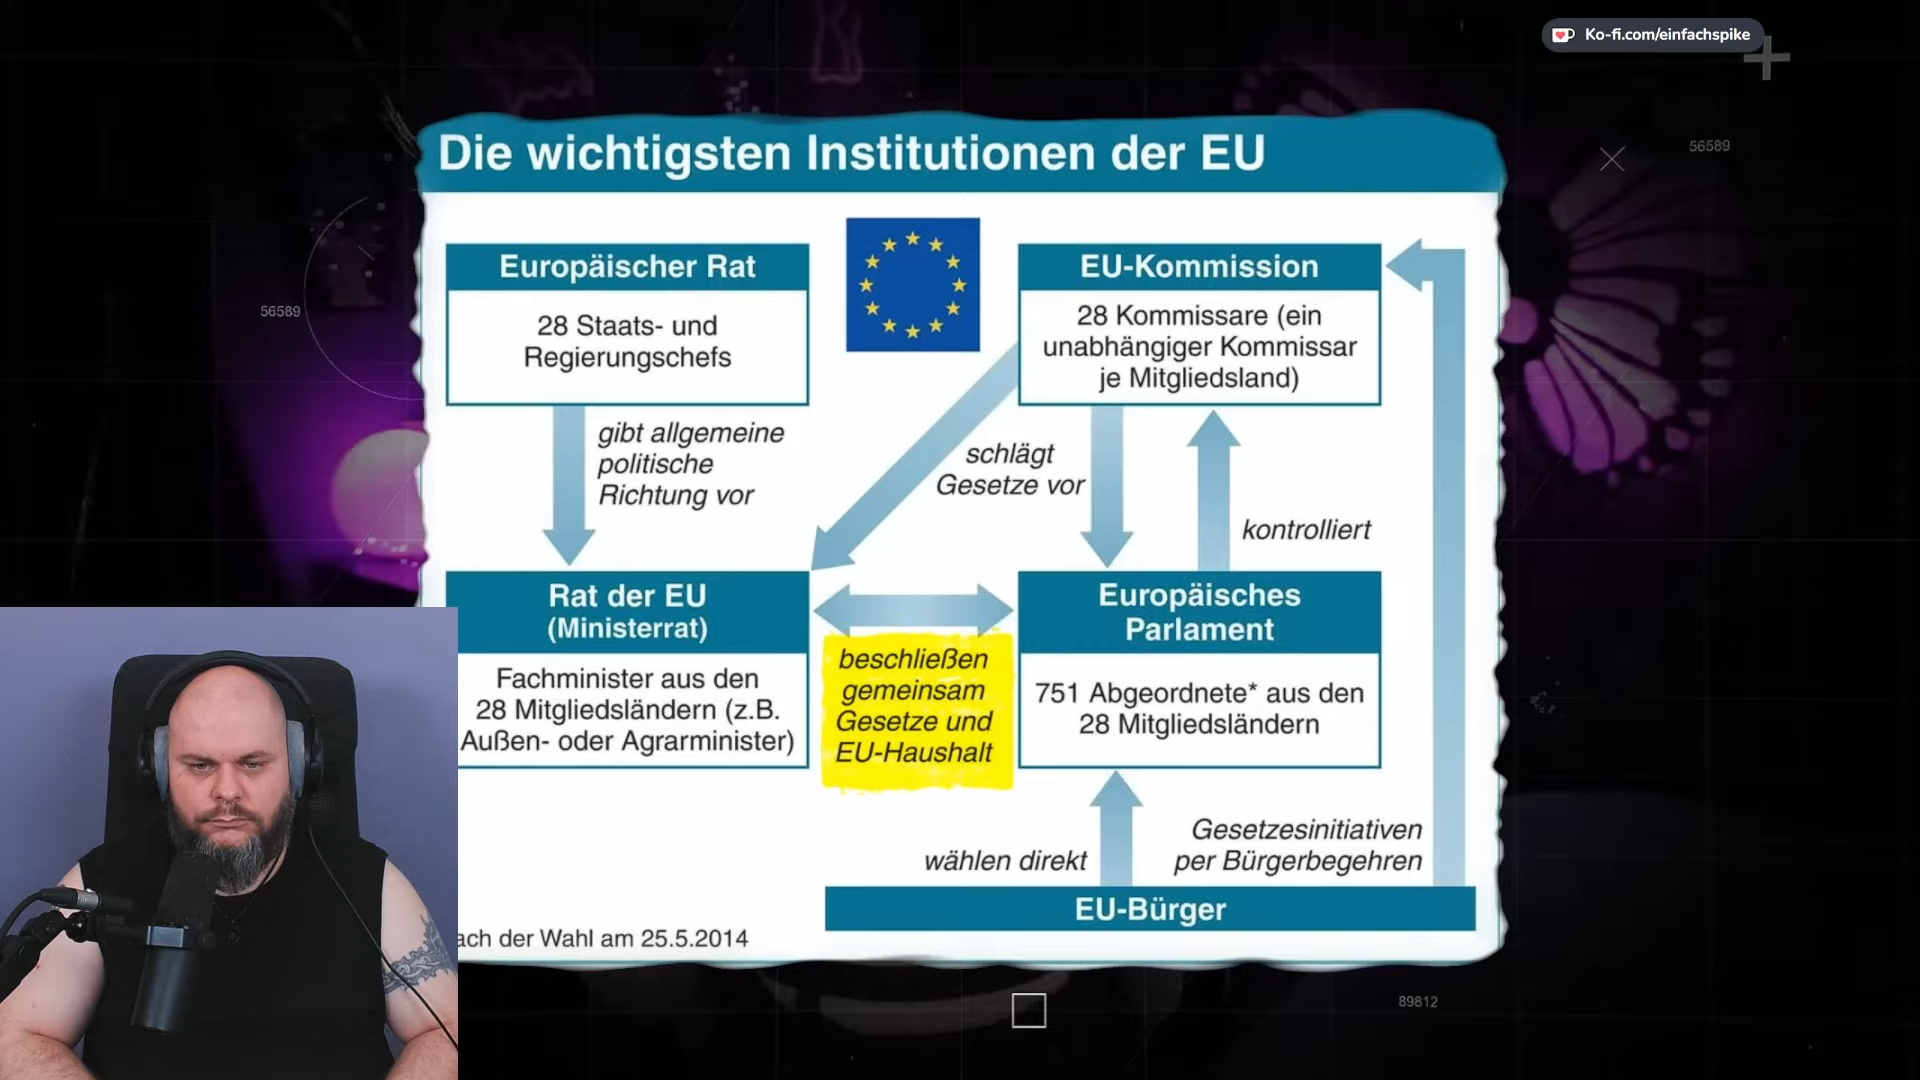 Ko-fi.com/einfachspike
56589
56589
Die wichtigsten Institutionen der EU
Europäischer Rat
28 Staats- und
Regierungschefs
EU-Kommission
28 Kommissare (ein
unabhängiger Kommissar
je Mitgliedsland)
gibt allgemeine
politische
Richtung vor
schlägt
Gesetze vor
kontrolliert
Rat der EU
(Ministerrat)
Fachminister aus den
28 Mitgliedsländern (z.B.
Außen- oder Agrarminister)
beschließen
gemeinsam
Gesetze und
EU-Haushalt
Europäisches
Parlament
751 Abgeordnete* aus den
28 Mitgliedsländern
wählen direkt
Gesetzesinitiativen
per Bürgerbegehren
EU-Bürger
ach der Wahl am 25.5.2014
89812